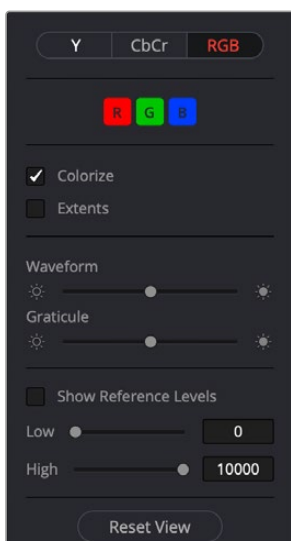 Y CbCr RGB
R G B
Colorize
Extents
Waveform
Graticule
Show Reference Levels
Low 0
High 10000
Reset View